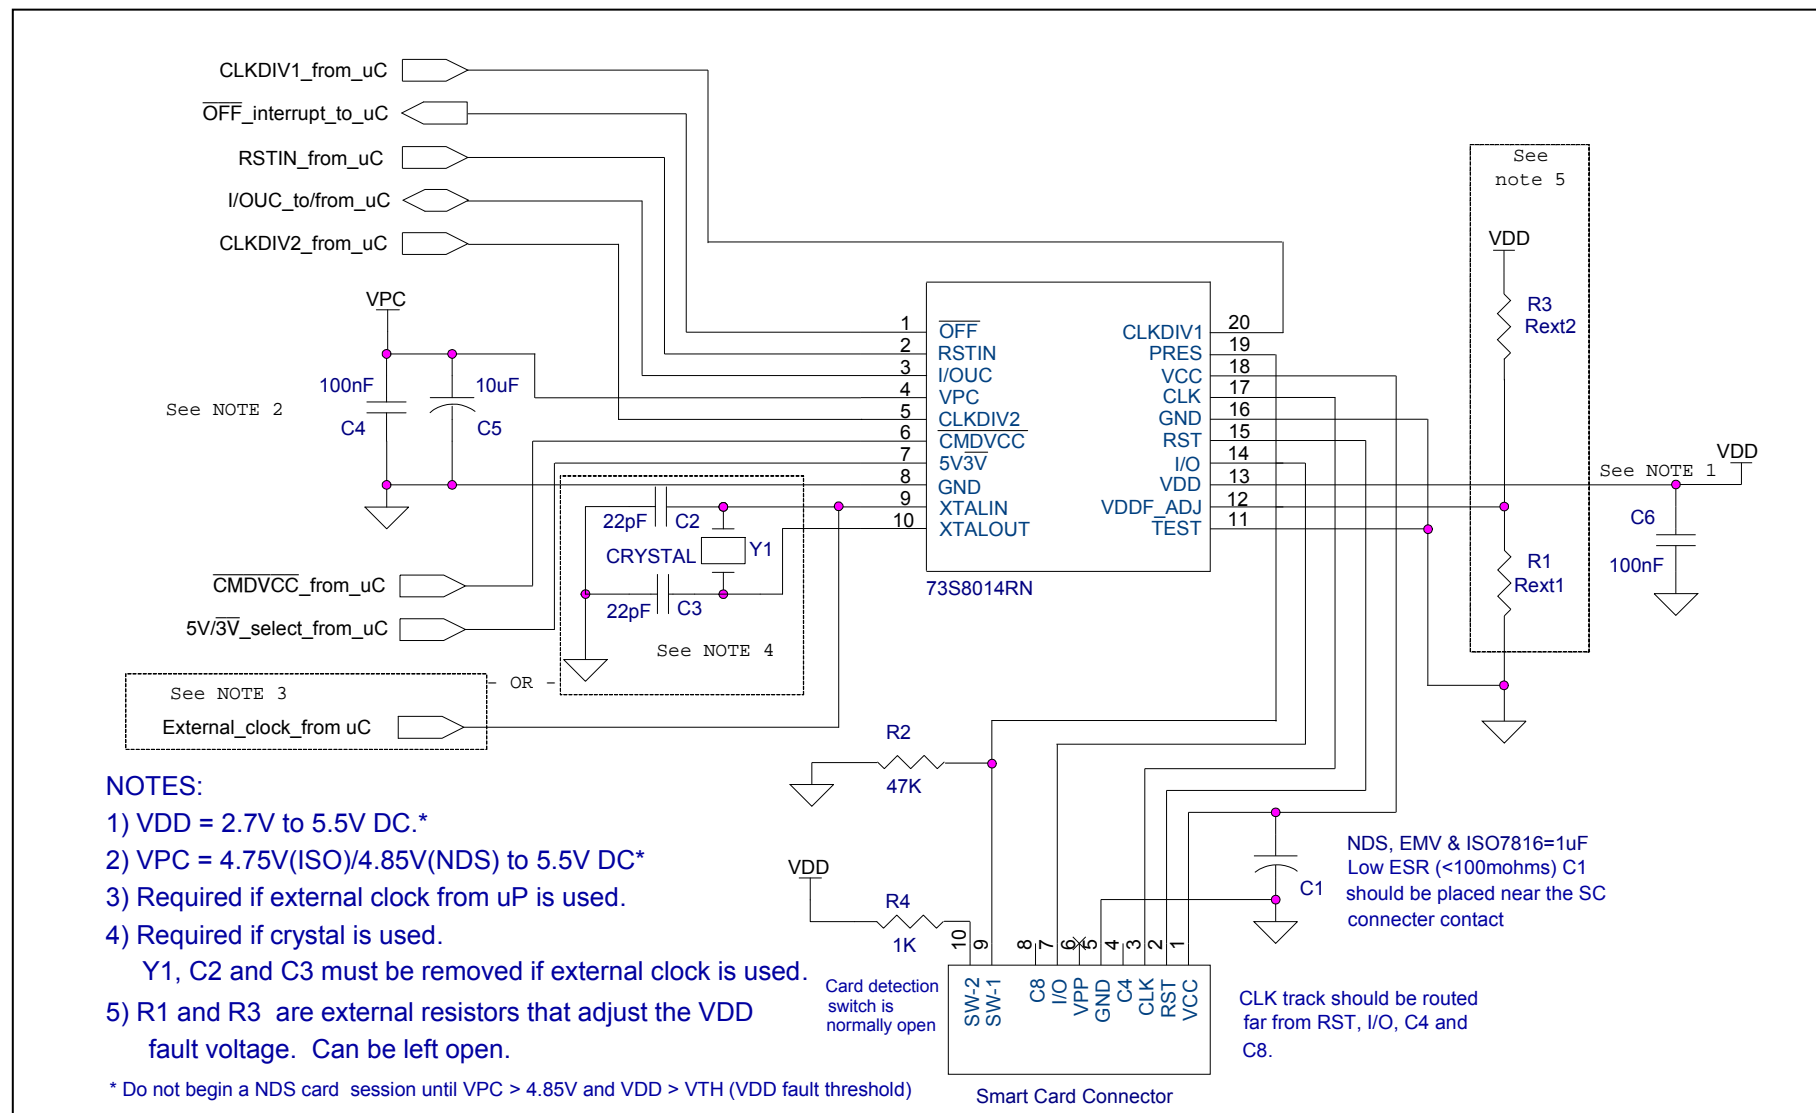 CLKDIV1_from_uC
O̅F̅F̅_interrupt_to_uC
RSTIN_from_uC
I/OUC_to/from_uC
CLKDIV2_from_uC
VPC
100nF
C4
10uF
C5
See NOTE 2
1
2
3
4
5
6
7
8
9
10
O̅F̅F̅
RSTIN
I/OUC
VPC
CLKDIV2
C̅M̅D̅V̅C̅C̅
5V3̅V̅
GND
XTALIN
XTALOUT
CLKDIV1
PRES
VCC
CLK
GND
RST
I/O
VDD
VDDF_ADJ
TEST
20
19
18
17
16
15
14
13
12
11
73S8014RN
See
note 5
VDD
R3
Rext2
R1
Rext1
See NOTE 1
VDD
C6
100nF
22pF
C2
CRYSTAL
Y1
22pF
C3
See NOTE 4
C̅M̅D̅V̅C̅C̅_from_uC
5V/3̅V̅_select_from_uC
- OR -
See NOTE 3
External_clock_from uC
R2
47K
VDD
R4
1K
C1
NDS, EMV & ISO7816=1uF
Low ESR (<100mohms) C1
should be placed near the SC
connecter contact
10
9
8
7
6
5
4
3
2
1
SW-2
SW-1
C8
I/O
VPP
GND
C4
CLK
RST
VCC
Card detection
switch is
normally open
CLK track should be routed
far from RST, I/O, C4 and
C8.
Smart Card Connector
NOTES:
1) VDD = 2.7V to 5.5V DC.*
2) VPC = 4.75V(ISO)/4.85V(NDS) to 5.5V DC*
3) Required if external clock from uP is used.
4) Required if crystal is used.
Y1, C2 and C3 must be removed if external clock is used.
5) R1 and R3 are external resistors that adjust the VDD
fault voltage. Can be left open.
* Do not begin a NDS card session until VPC > 4.85V and VDD > VTH (VDD fault threshold)